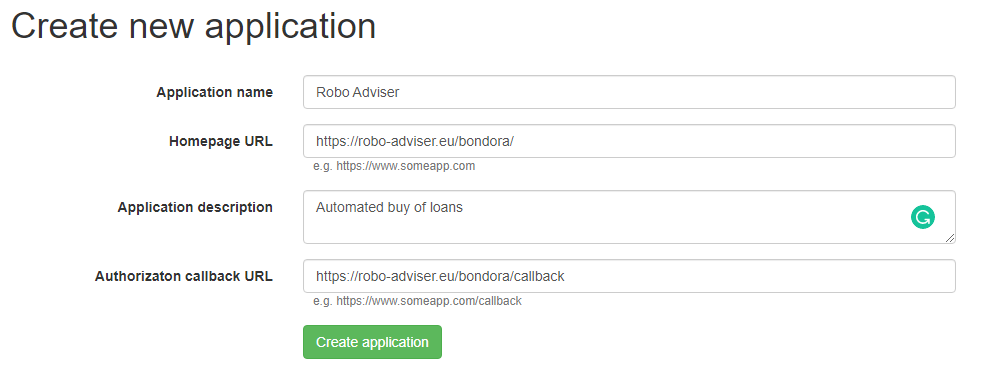 Create new application
Application name Robo Adviser
Homepage URL https://robo-adviser.eu/bondora/
e.g. https://www.someapp.com
Application description Automated buy of loans
Authorizaton callback URL https://robo-adviser.eu/bondora/callback
e.g. https://www.someapp.com/callback
Create application